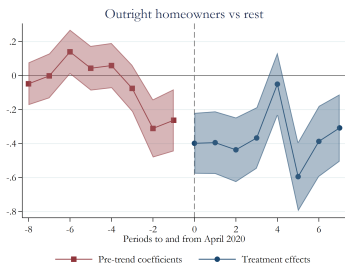 Outright homeowners vs rest
.2
0
-.2
-.4
-.6
-.8
-8 -6 -4 -2 0 2 4 6
Periods to and from April 2020
Pre-trend coefficients Treatment effects